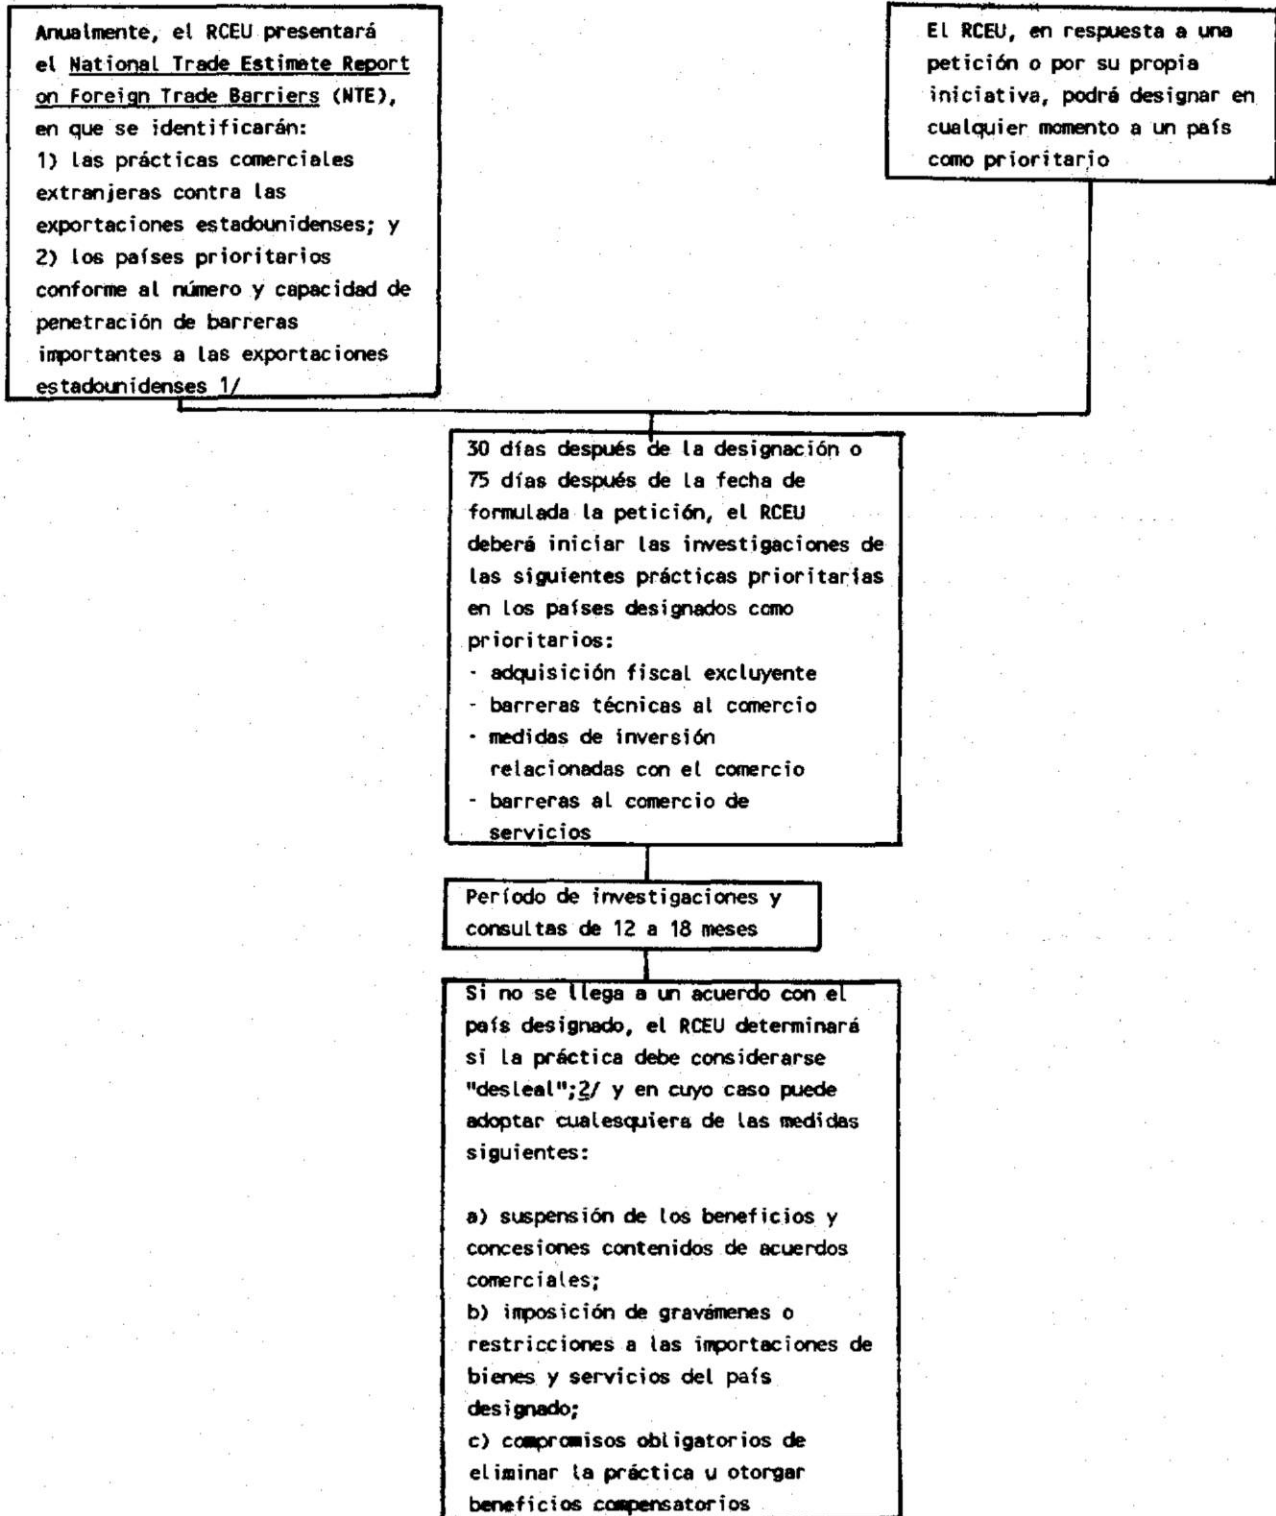 Anualmente, el RCEU presentará
el National Trade Estimate Report
on Foreign Trade Barriers (NTE),
en que se identificarán:
1) las prácticas comerciales
extranjeras contra las
exportaciones estadounidenses; y
2) los países prioritarios
conforme al número y capacidad de
penetración de barreras
importantes a las exportaciones
estadounidenses 1/
El RCEU, en respuesta a una
petición o por su propia
iniciativa, podrá designar en
cualquier momento a un país
como prioritario
30 días después de la designación o
75 días después de la fecha de
formulada la petición, el RCEU
deberá iniciar las investigaciones de
las siguientes prácticas prioritarias
en los países designados como
prioritarios:
- adquisición fiscal excluyente
- barreras técnicas al comercio
- medidas de inversión
relacionadas con el comercio
- barreras al comercio de
servicios
Período de investigaciones y
consultas de 12 a 18 meses
Si no se llega a un acuerdo con el
país designado, el RCEU determinará
si la práctica debe considerarse
"desleal";2/ y en cuyo caso puede
adoptar cualesquiera de las medidas
siguientes:
a) suspensión de los beneficios y
concesiones contenidos de acuerdos
comerciales;
b) imposición de gravámenes o
restricciones a las importaciones de
bienes y servicios del país
designado;
c) compromisos obligatorios de
eliminar la práctica u otorgar
beneficios compensatorios